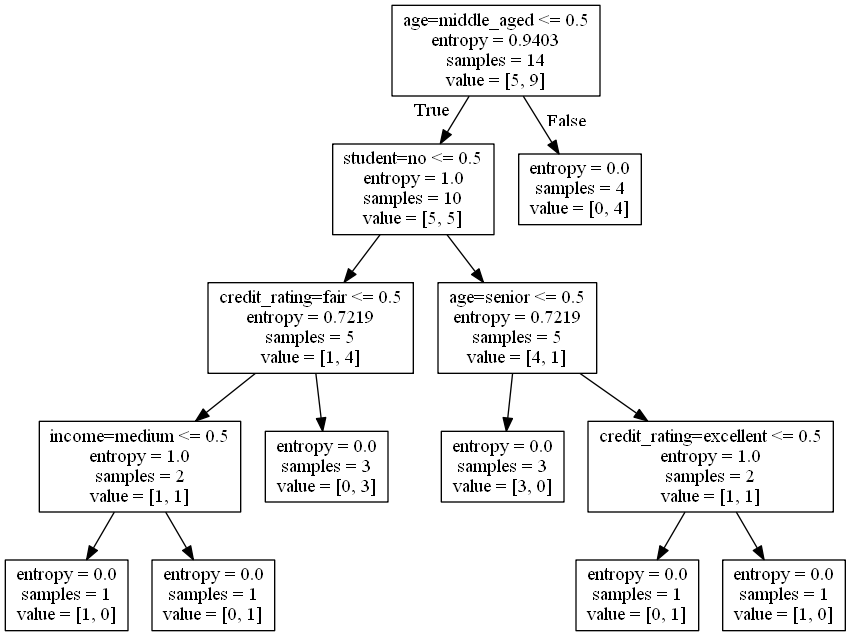 age=middle_aged <= 0.5
entropy = 0.9403
samples = 14
value = [5, 9]
True
False
student=no <= 0.5
entropy = 1.0
samples = 10
value = [5, 5]
entropy = 0.0
samples = 4
value = [0, 4]
credit_rating=fair <= 0.5
entropy = 0.7219
samples = 5
value = [1, 4]
age=senior <= 0.5
entropy = 0.7219
samples = 5
value = [4, 1]
income=medium <= 0.5
entropy = 1.0
samples = 2
value = [1, 1]
entropy = 0.0
samples = 3
value = [0, 3]
entropy = 0.0
samples = 3
value = [3, 0]
credit_rating=excellent <= 0.5
entropy = 1.0
samples = 2
value = [1, 1]
entropy = 0.0
samples = 1
value = [1, 0]
entropy = 0.0
samples = 1
value = [0, 1]
entropy = 0.0
samples = 1
value = [0, 1]
entropy = 0.0
samples = 1
value = [1, 0]